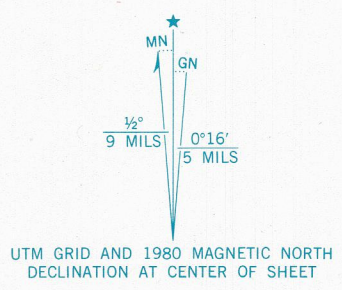 MN
GN
½°
9 MILS
0°16′
5 MILS
UTM GRID AND 1980 MAGNETIC NORTH
DECLINATION AT CENTER OF SHEET